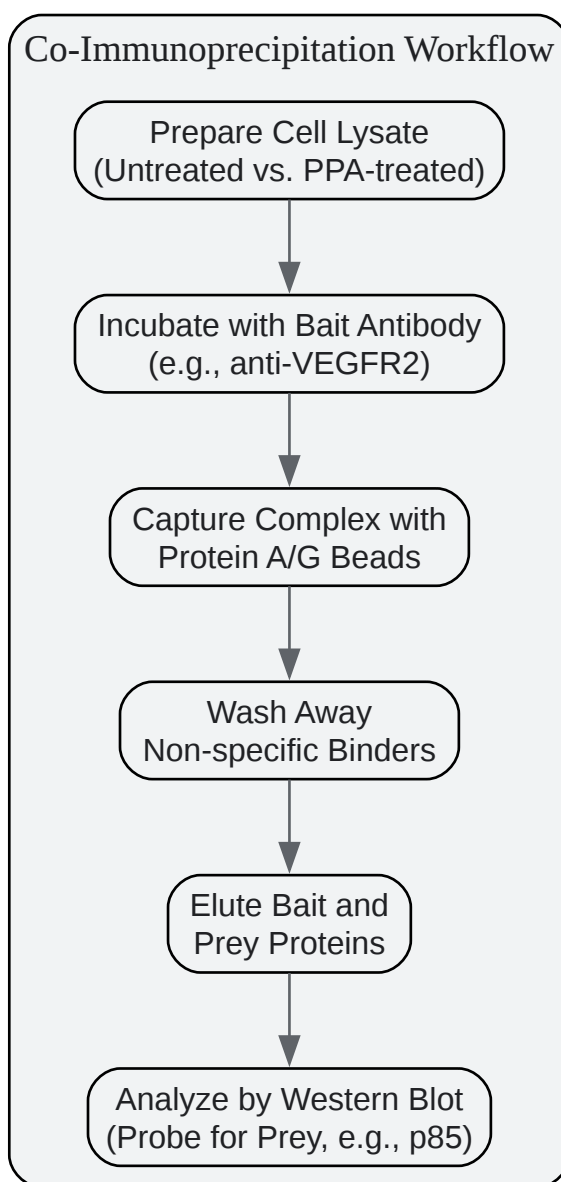 Co-Immunoprecipitation Workflow
Prepare Cell Lysate
(Untreated vs. PPA-treated)
Incubate with Bait Antibody
(e.g., anti-VEGFR2)
Capture Complex with
Protein A/G Beads
Wash Away
Non-specific Binders
Elute Bait and
Prey Proteins
Analyze by Western Blot
(Probe for Prey, e.g., p85)